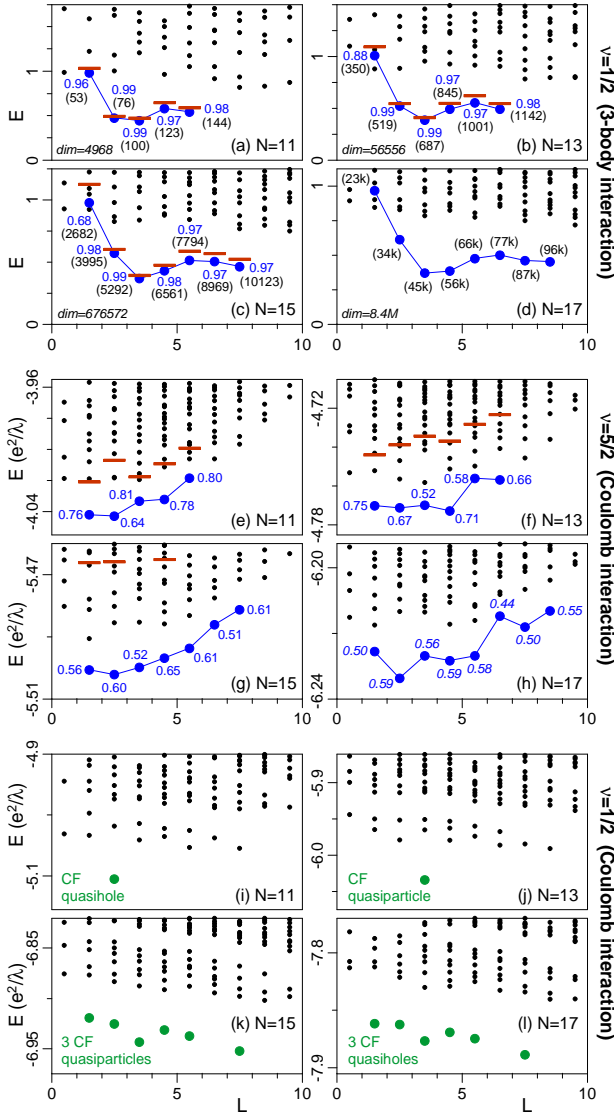 E
1
0
0.96
(53)
0.99
(76)
0.99
(100)
0.97
(123)
0.98
(144)
dim=4968
(a) N=11
1
0
0.88
(350)
0.99
(519)
0.99
(687)
0.97
(845)
0.97
(1001)
0.98
(1142)
dim=56556
(b) N=13
ν=1/2 (3-body interaction)
E
1
0
0.68
(2682)
0.98
(3995)
0.99
(5292)
0.98
(6561)
0.97
(7794)
0.97
(8969)
0.97
(10123)
dim=676572
(c) N=15
0
5
10
1
0
(23k)
(34k)
(45k)
(56k)
(66k)
(77k)
(87k)
(96k)
dim=8.4M
(d) N=17
0
5
10
E (e²/λ)
-3.96
-4.04
0.76
0.64
0.81
0.78
0.80
(e) N=11
-4.72
-4.78
0.75
0.67
0.52
0.71
0.58
0.66
(f) N=13
ν=5/2 (Coulomb interaction)
E (e²/λ)
-5.47
-5.51
0.56
0.60
0.52
0.65
0.61
0.51
0.61
(g) N=15
-6.20
-6.24
0.50
0.59
0.56
0.59
0.58
0.44
0.50
0.55
(h) N=17
E (e²/λ)
-4.9
-5.1
CF
quasihole
(i) N=11
-5.9
-6.0
CF
quasiparticle
(j) N=13
ν=1/2 (Coulomb interaction)
E (e²/λ)
-6.85
-6.95
3 CF
quasiparticles
(k) N=15
0
5
10
L
-7.8
-7.9
3 CF
quasiholes
(l) N=17
0
5
10
L